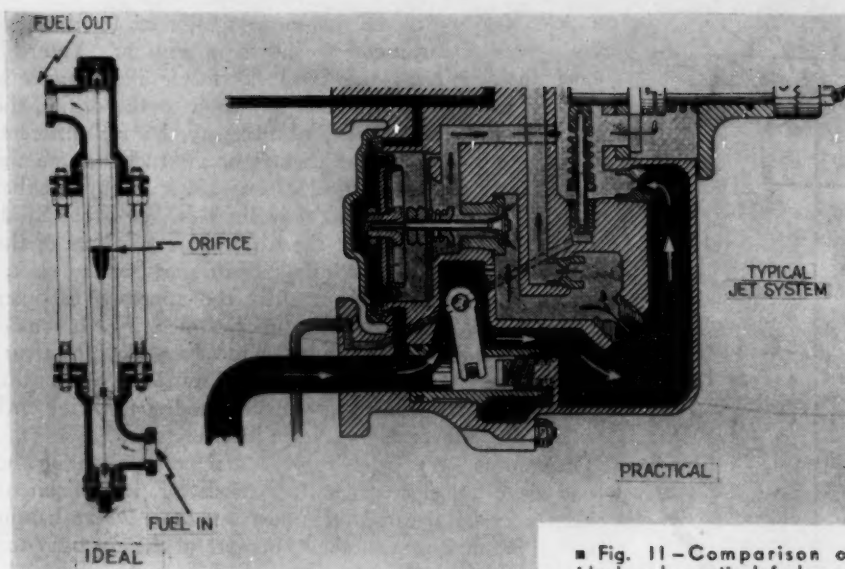 FUEL OUT
ORIFICE
FUEL IN
IDEAL
TYPICAL
JET SYSTEM
PRACTICAL
■ Fig. 11–Comparison o